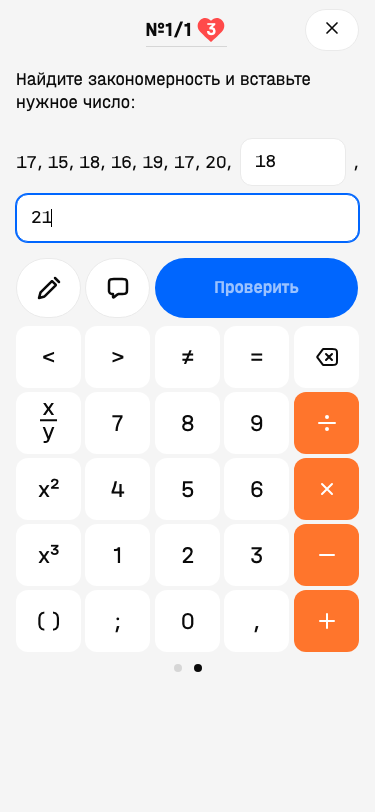 №1/1 3
Найдите закономерность и вставьте
нужное число:
17, 15, 18, 16, 19, 17, 20, 18 ,
21
Проверить
< > ≠ =
x/y 7 8 9 ÷
x² 4 5 6 ×
x³ 1 2 3 −
( ) ; 0 , +